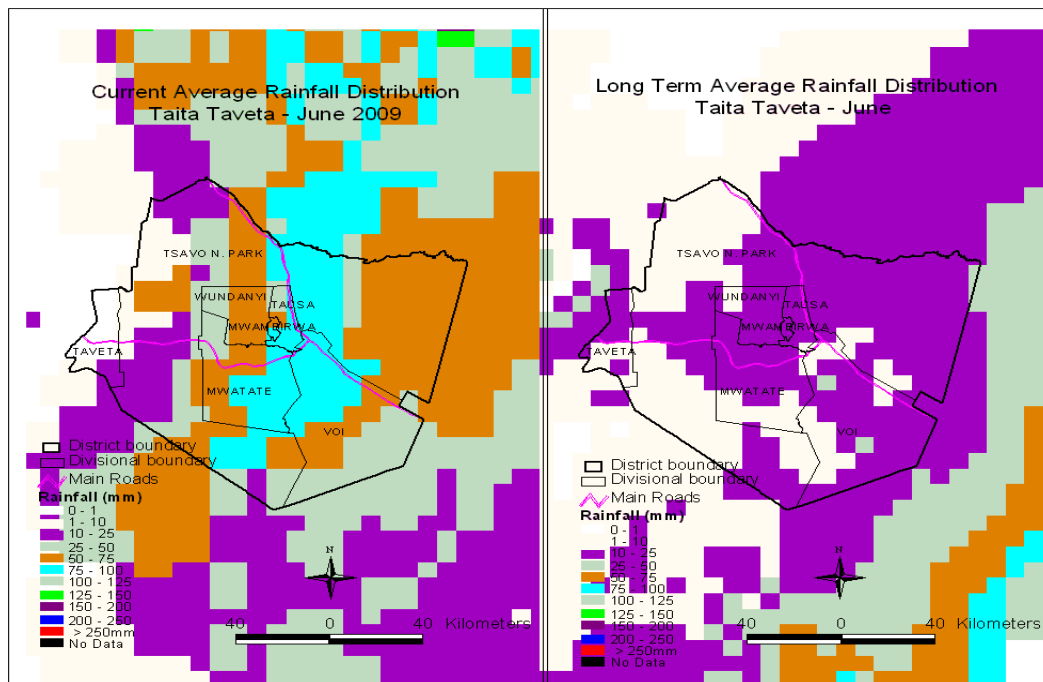 Current Average Rainfall Distribution
Taita Taveta - June 2009
TSAVO N. PARK
WUNDANYI
TAUSA
MWAMBIRWA
TAVETA
MWATATE
VOI
District boundary
Divisional boundary
Main Roads
Rainfall (mm)
0 - 1
1 - 10
10 - 25
25 - 50
50 - 75
75 - 100
100 - 125
125 - 150
150 - 200
200 - 250
> 250mm
No Data
N
40 0 40 Kilometers
Long Term Average Rainfall Distribution
Taita Taveta - June
TSAVO N. PARK
WUNDANYI
TAUSA
MWAMBIRWA
TAVETA
MWATATE
VOI
District boundary
Divisional boundary
Main Roads
Rainfall (mm)
0 - 1
1 - 10
10 - 25
25 - 50
50 - 75
75 - 100
100 - 125
125 - 150
150 - 200
200 - 250
> 250mm
No Data
N
40 0 40 Kilometers